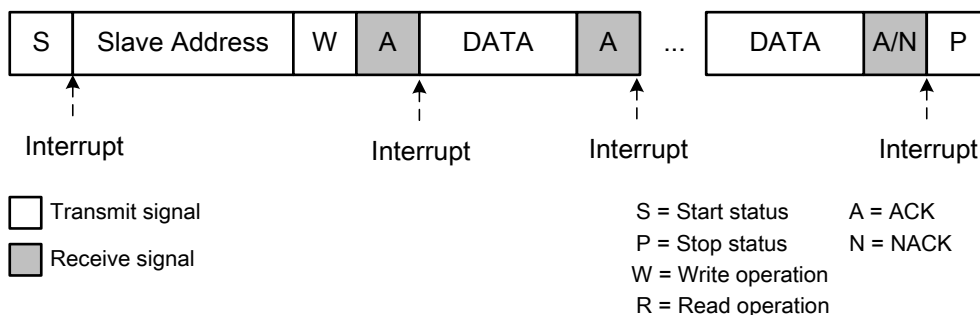 S Slave Address W A DATA A ... DATA A/N P
Interrupt Interrupt Interrupt Interrupt
Transmit signal
Receive signal
S = Start status A = ACK
P = Stop status N = NACK
W = Write operation
R = Read operation